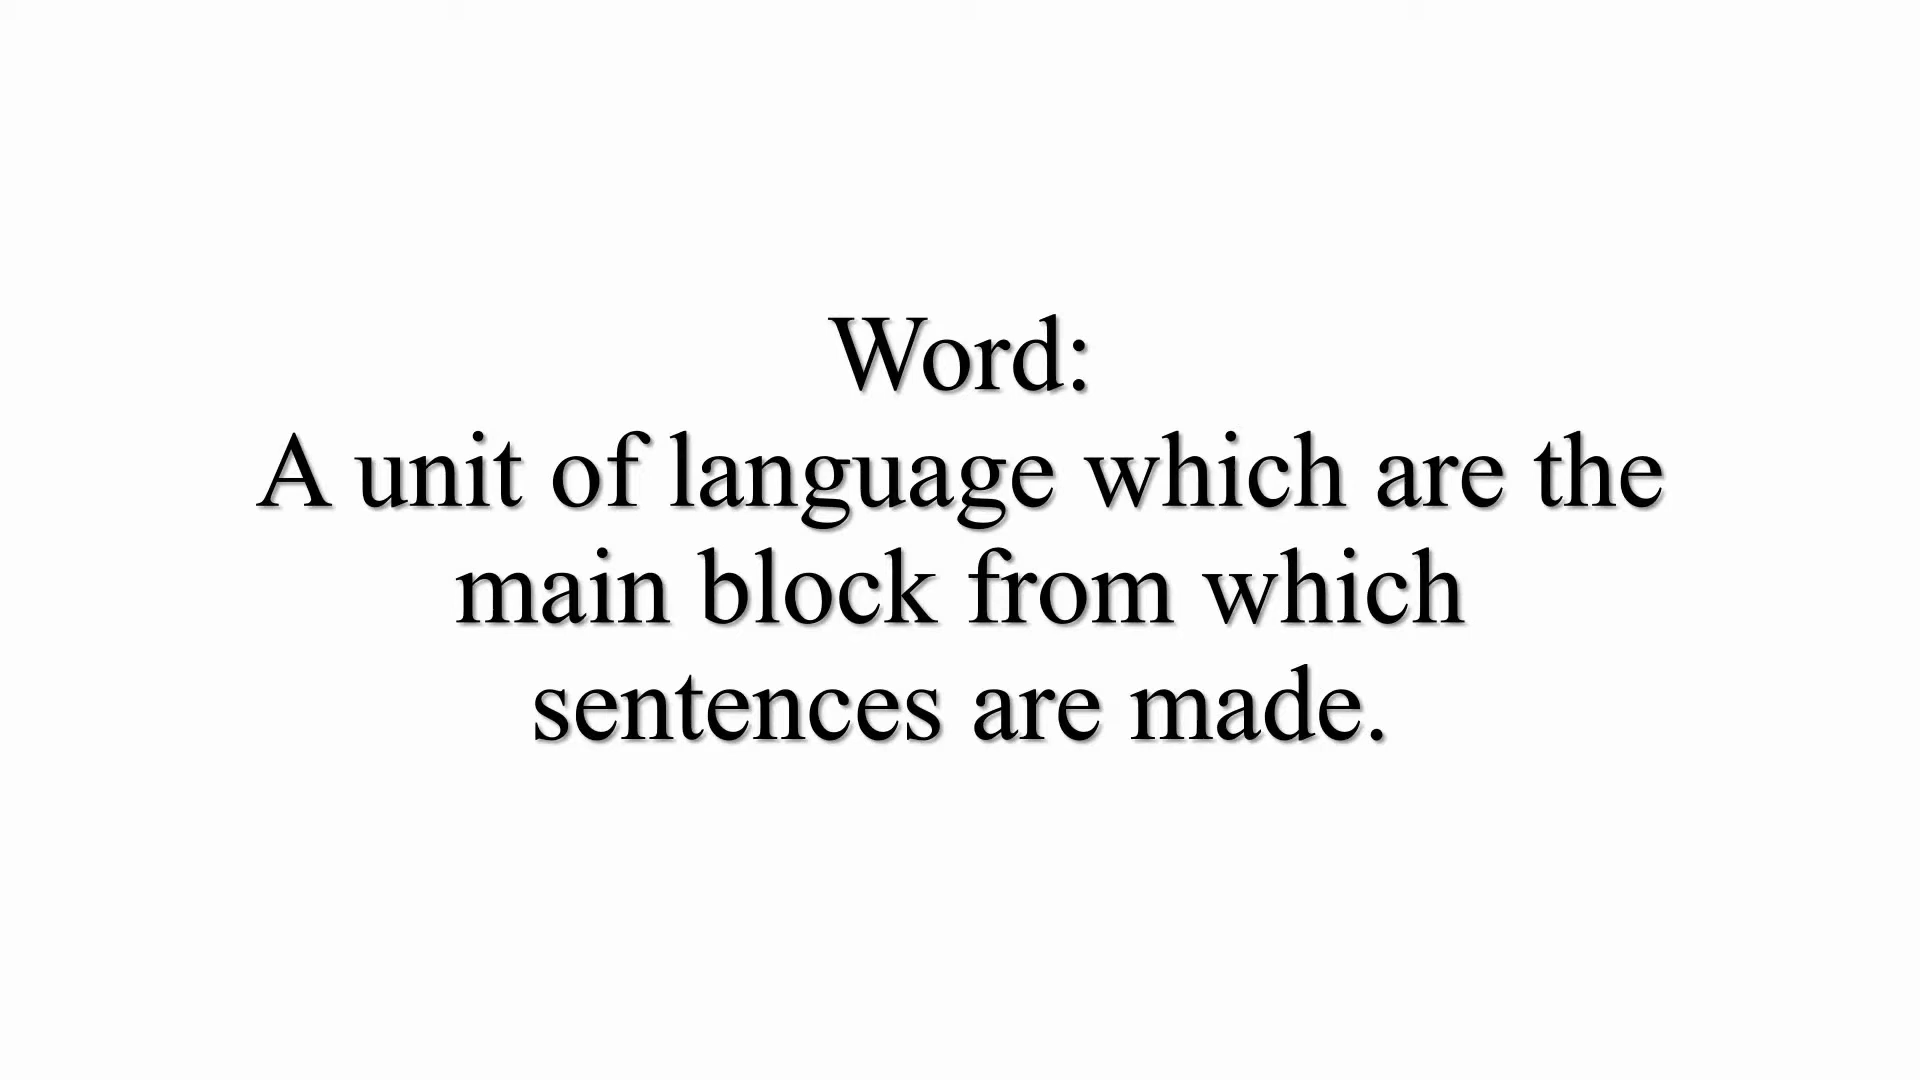 Word:
A unit of language which are the
main block from which
sentences are made.